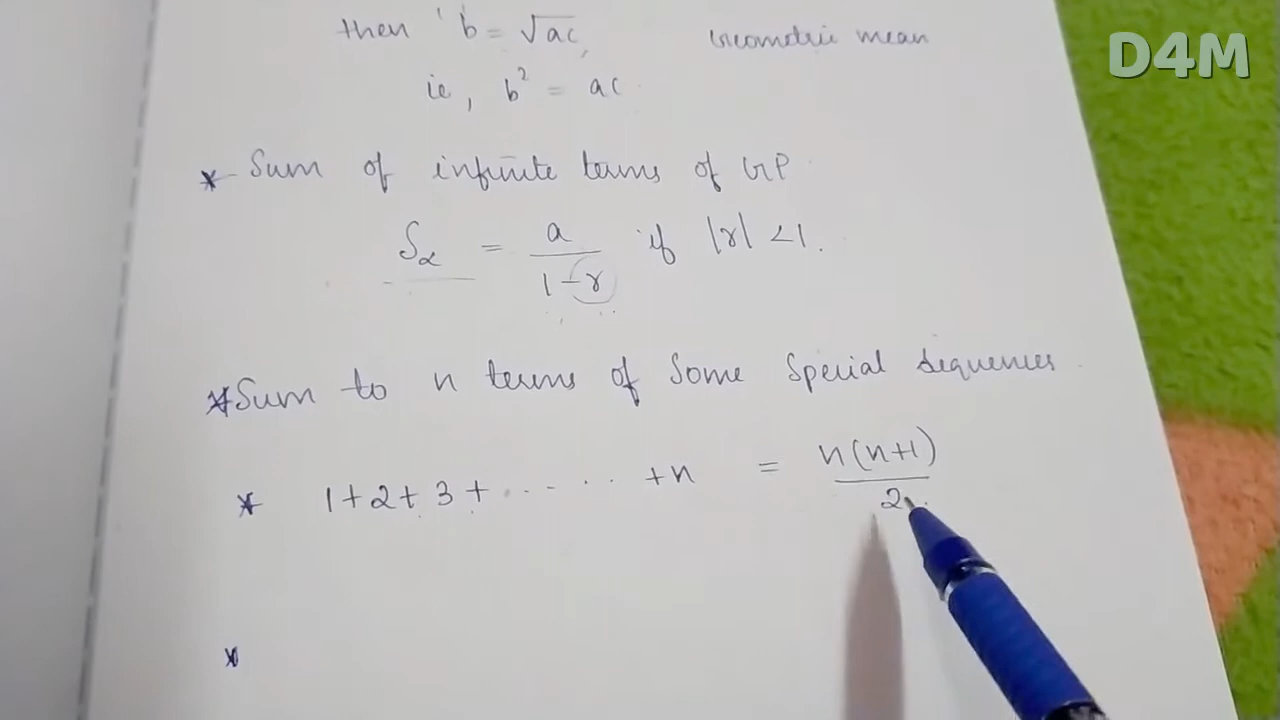 then b = √ac, Geometric mean
D4M
ie, b² = ac
* Sum of infinite terms of GP.
S∝ = a / 1-r if |r| <1.
* Sum to n terms of Some Special Sequences.
* 1+2+3+ ...... +n = n(n+1) / 2
*